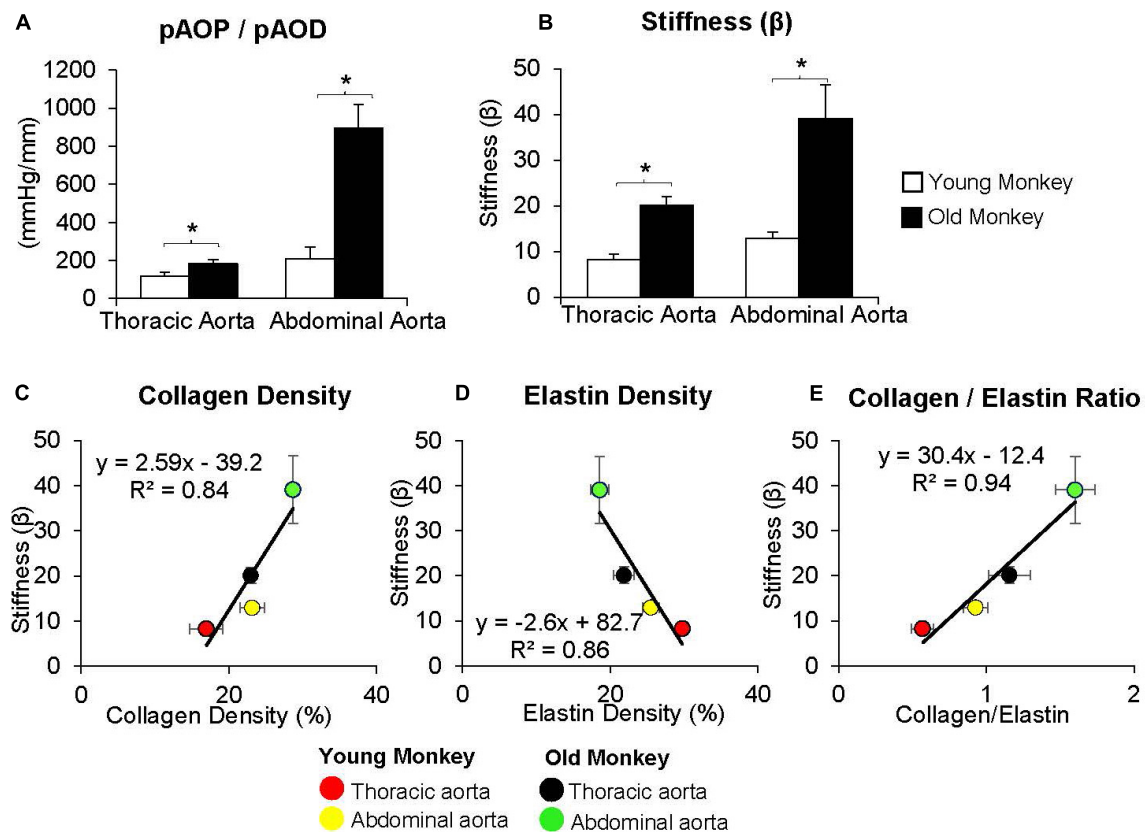 A
pAOP / pAOD
(mmHg/mm)
1200
1000
800
600
400
200
0
*
*
Thoracic Aorta
Abdominal Aorta
B
Stiffness (β)
Stiffness (β)
50
40
30
20
10
0
*
*
Thoracic Aorta
Abdominal Aorta
Young Monkey
Old Monkey
C
Collagen Density
Stiffness (β)
50
40
30
20
10
0
y = 2.59x - 39.2
R² = 0.84
0
20
40
Collagen Density (%)
D
Elastin Density
Stiffness (β)
50
40
30
20
10
0
y = -2.6x + 82.7
R² = 0.86
0
20
40
Elastin Density (%)
E
Collagen / Elastin Ratio
Stiffness (β)
50
40
30
20
10
0
y = 30.4x - 12.4
R² = 0.94
0
1
2
Collagen/Elastin
Young Monkey
Thoracic aorta
Abdominal aorta
Old Monkey
Thoracic aorta
Abdominal aorta